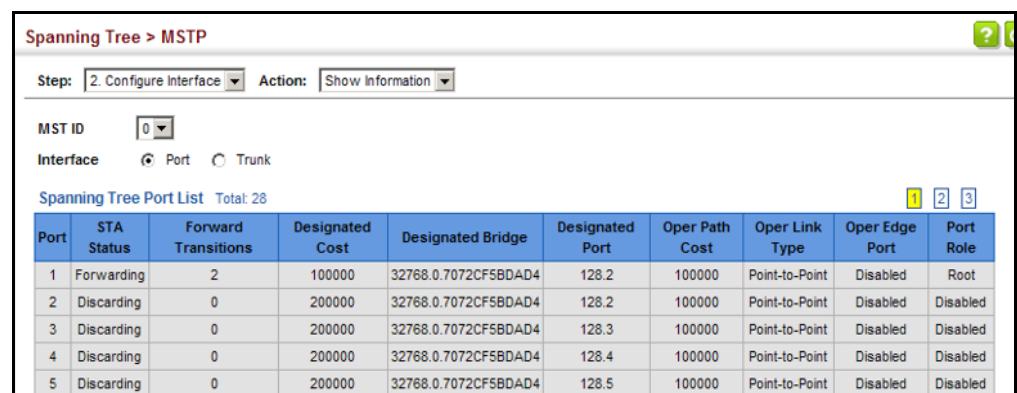 Spanning Tree > MSTP
?
Step: 2. Configure Interface Action: Show Information
MST ID 0
Interface Port Trunk
Spanning Tree Port List Total: 28 1 2 3
Port STA Status Forward Transitions Designated Cost Designated Bridge Designated Port Oper Path Cost Oper Link Type Oper Edge Port Port Role
1 Forwarding 2 100000 32768.0.7072CF5BDAD4 128.2 100000 Point-to-Point Disabled Root
2 Discarding 0 200000 32768.0.7072CF5BDAD4 128.2 100000 Point-to-Point Disabled Disabled
3 Discarding 0 200000 32768.0.7072CF5BDAD4 128.3 100000 Point-to-Point Disabled Disabled
4 Discarding 0 200000 32768.0.7072CF5BDAD4 128.4 100000 Point-to-Point Disabled Disabled
5 Discarding 0 200000 32768.0.7072CF5BDAD4 128.5 100000 Point-to-Point Disabled Disabled